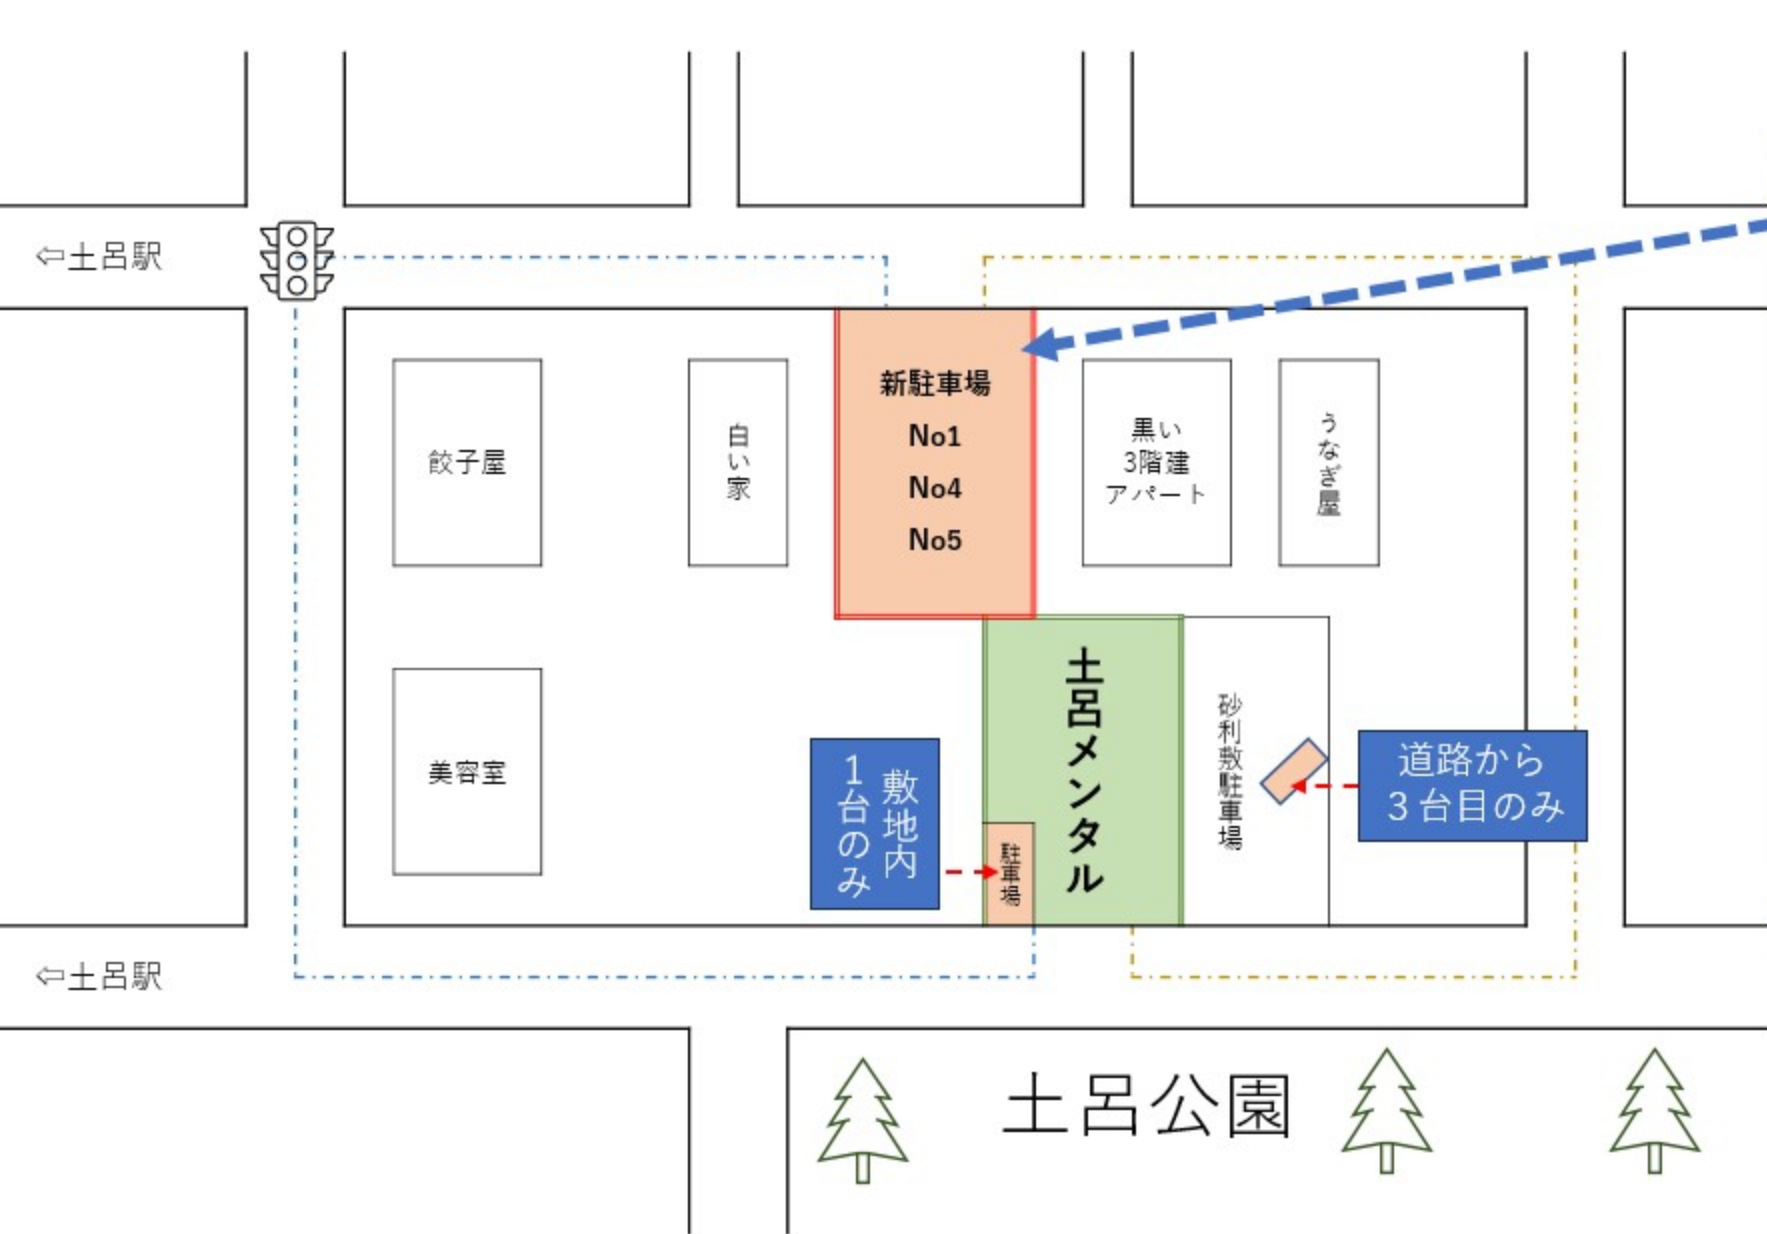 ⇦土呂駅
新駐車場
No1
No4
No5
餃子屋
白い家
黒い
3階建
アパート
うなぎ屋
土呂メンタル
砂利敷駐車場
道路から
３台目のみ
美容室
敷地内
１台のみ
駐車場
⇦土呂駅
土呂公園